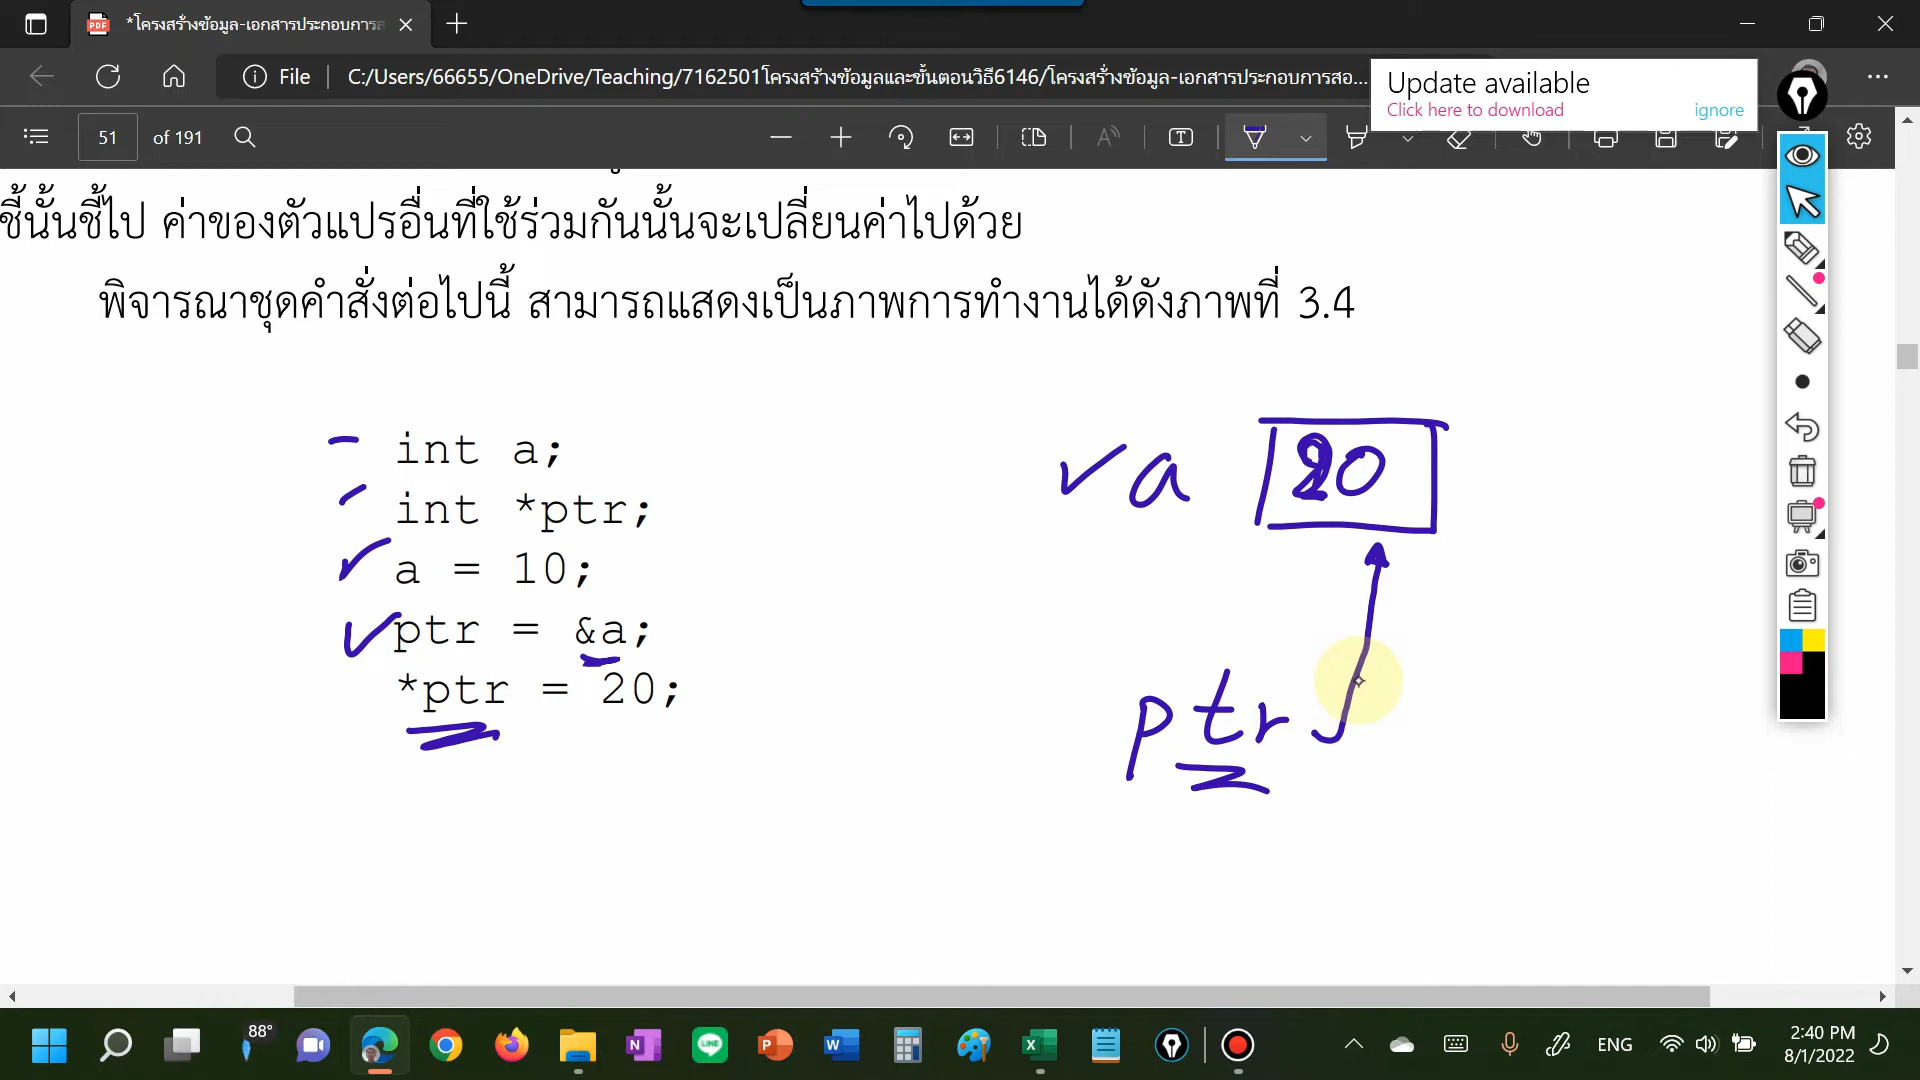 *โครงสร้างข้อมูล-เอกสารประกอบการส
File
C:/Users/66655/OneDrive/Teaching/7162501โครงสร้างข้อมูลและขั้นตอนวิธี6146/โครงสร้างข้อมูล-เอกสารประกอบการสอ...
Update available
Click here to download
ignore
51
of 191
ชี้นั้นชี้ไป ค่าของตัวแปรอื่นที่ใช้ร่วมกันนั้นจะเปลี่ยนค่าไปด้วย
พิจารณาชุดคำสั่งต่อไปนี้ สามารถแสดงเป็นภาพการทำงานได้ดังภาพที่ 3.4
int a;
int *ptr;
a = 10;
ptr = &a;
*ptr = 20;
a 20
ptr
88°
ENG
2:40 PM
8/1/2022